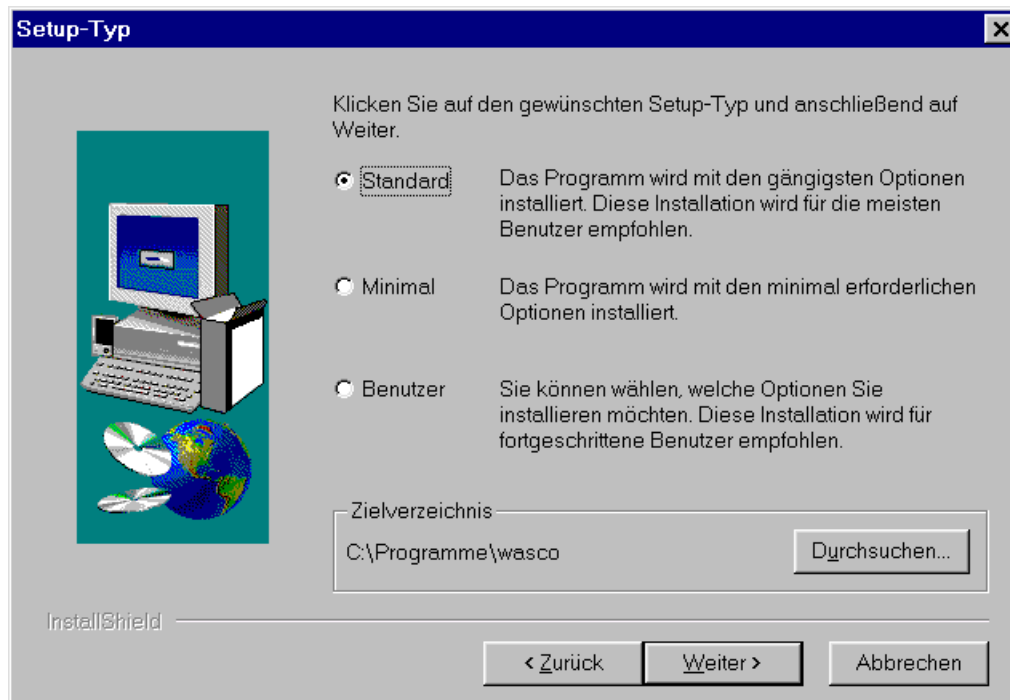 Setup-Typ
Klicken Sie auf den gewünschten Setup-Typ und anschließend auf
Weiter.
Standard
Das Programm wird mit den gängigsten Optionen
installiert. Diese Installation wird für die meisten
Benutzer empfohlen.
Minimal
Das Programm wird mit den minimal erforderlichen
Optionen installiert.
Benutzer
Sie können wählen, welche Optionen Sie
installieren möchten. Diese Installation wird für
fortgeschrittene Benutzer empfohlen.
Zielverzeichnis
C:\Programme\wasco
Durchsuchen...
InstallShield
< Zurück
Weiter >
Abbrechen